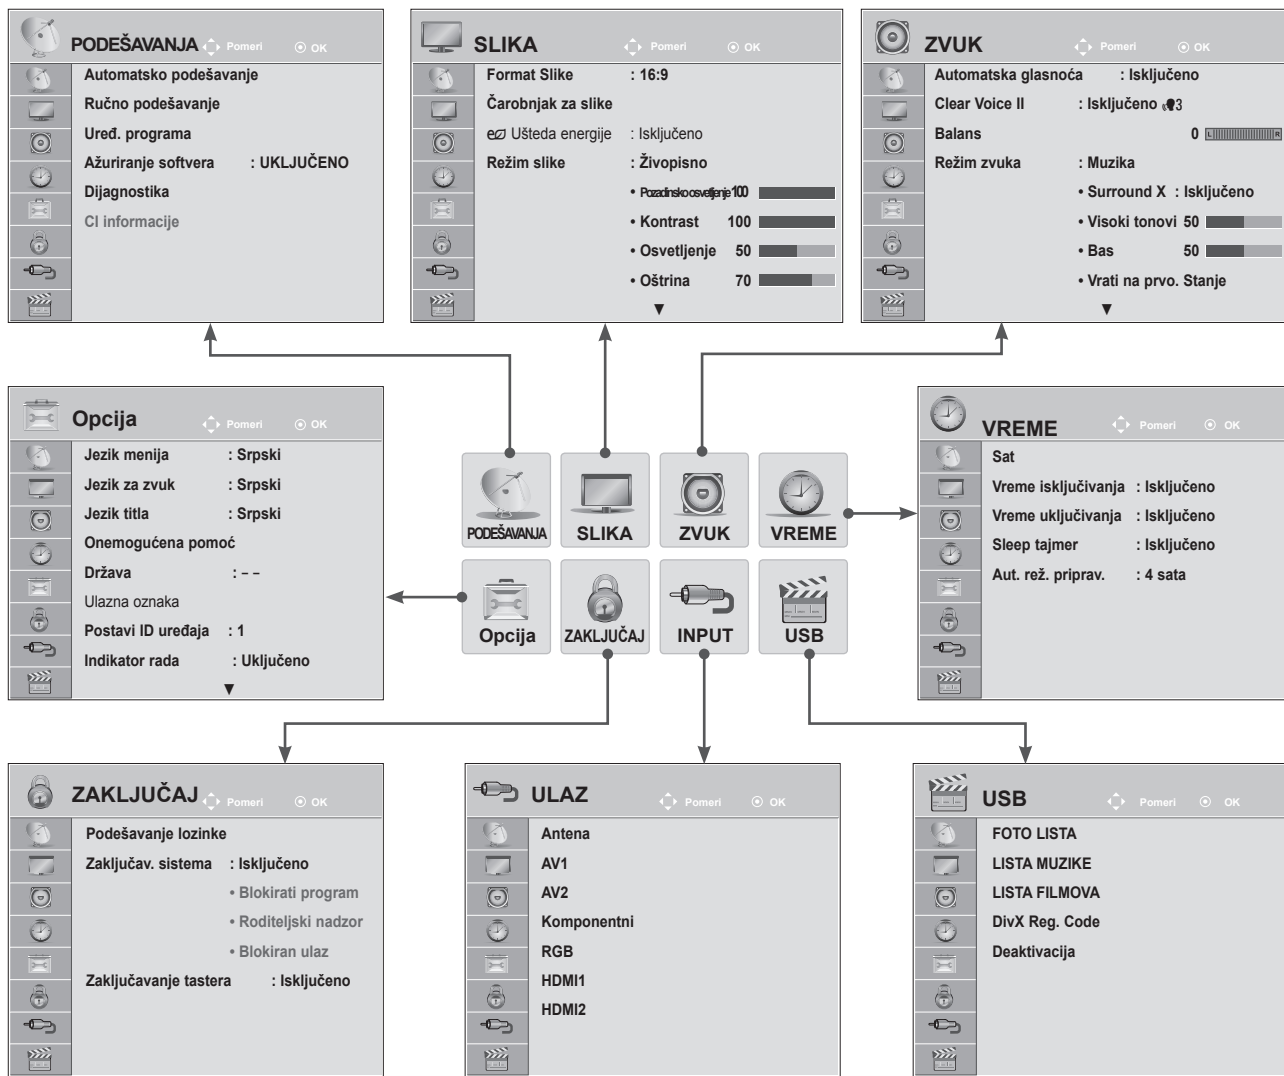 PODEŠAVANJA Pomeri OK
Automatsko podešavanje
Ručno podešavanje
Uređ. programa
Ažuriranje softvera : UKLJUČENO
Dijagnostika
CI informacije
SLIKA Pomeri OK
Format Slike : 16:9
Čarobnjak za slike
Ušteda energije : Isključeno
Režim slike : Živopisno
• Pozadinsko osvetljenje 100
• Kontrast 100
• Osvetljenje 50
• Oštrina 70
▼
ZVUK Pomeri OK
Automatska glasnoća : Isključeno
Clear Voice II : Isključeno 3
Balans 0 L R
Režim zvuka : Muzika
• Surround X : Isključeno
• Visoki tonovi 50
• Bas 50
• Vrati na prvo. Stanje
▼
Opcija Pomeri OK
Jezik menija : Srpski
Jezik za zvuk : Srpski
Jezik titla : Srpski
Onemogućena pomoć
Država : – –
Ulazna oznaka
Postavi ID uređaja : 1
Indikator rada : Uključeno
▼
PODEŠAVANJA
SLIKA
ZVUK
VREME
Opcija
ZAKLJUČAJ
INPUT
USB
VREME Pomeri OK
Sat
Vreme isključivanja : Isključeno
Vreme uključivanja : Isključeno
Sleep tajmer : Isključeno
Aut. rež. priprav. : 4 sata
ZAKLJUČAJ Pomeri OK
Podešavanje lozinke
Zaključav. sistema : Isključeno
• Blokirati program
• Roditeljski nadzor
• Blokiran ulaz
Zaključavanje tastera : Isključeno
ULAZ Pomeri OK
Antena
AV1
AV2
Komponentni
RGB
HDMI1
HDMI2
USB Pomeri OK
FOTO LISTA
LISTA MUZIKE
LISTA FILMOVA
DivX Reg. Code
Deaktivacija